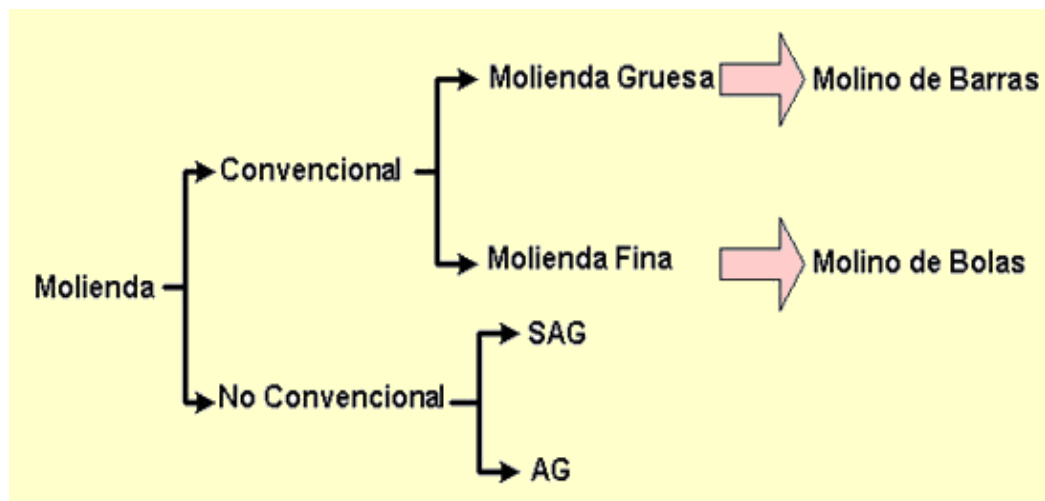 Molienda Gruesa
Molino de Barras
Convencional
Molienda Fina
Molino de Bolas
Molienda
SAG
No Convencional
AG